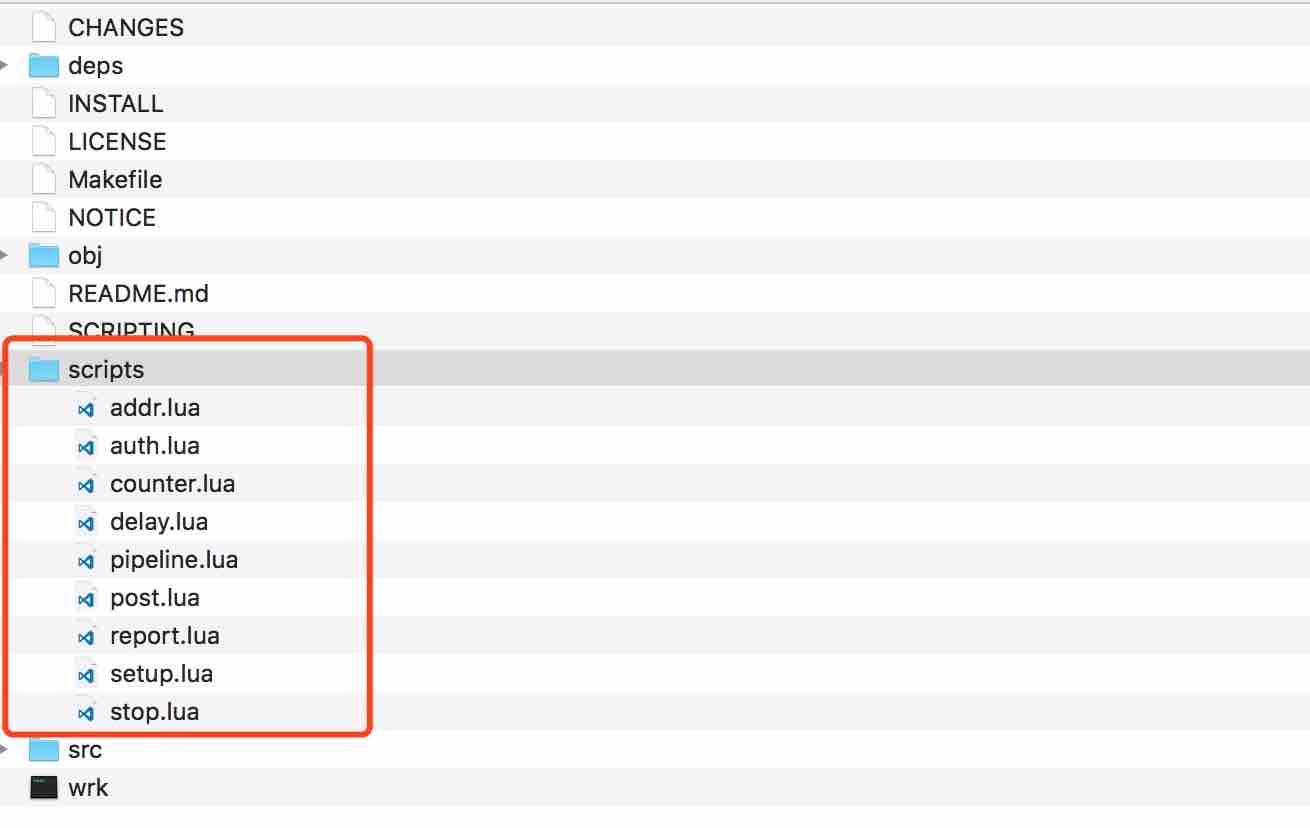 CHANGES
deps
INSTALL
LICENSE
Makefile
NOTICE
obj
README.md
SCRIPTING
scripts
addr.lua
auth.lua
counter.lua
delay.lua
pipeline.lua
post.lua
report.lua
setup.lua
stop.lua
src
wrk